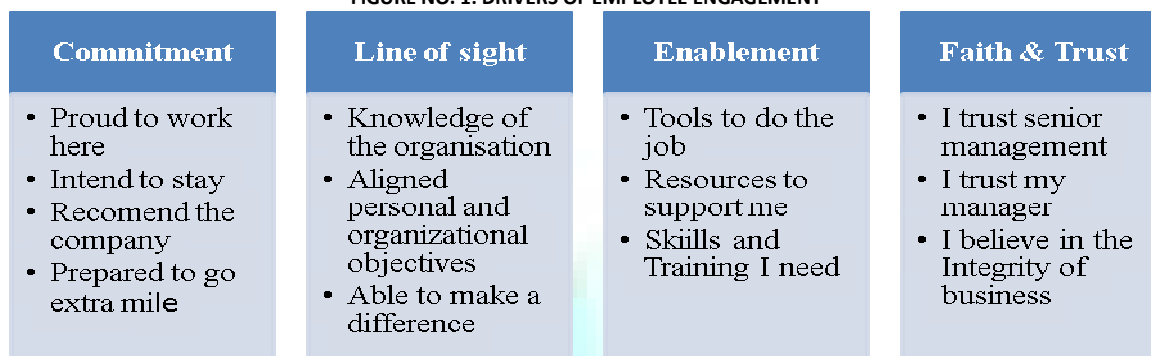 FIGURE NO. 1: DRIVERS OF EMPLOYEE ENGAGEMENT
Commitment
• Proud to work
here
• Intend to stay
• Recomend the
company
• Prepared to go
extra mile
Line of sight
• Knowledge of
the organisation
• Aligned
personal and
organizational
objectives
• Able to make a
difference
Enablement
• Tools to do the
job
• Resources to
support me
• Skiills and
Training I need
Faith & Trust
• I trust senior
management
• I trust my
manager
• I believe in the
Integrity of
business